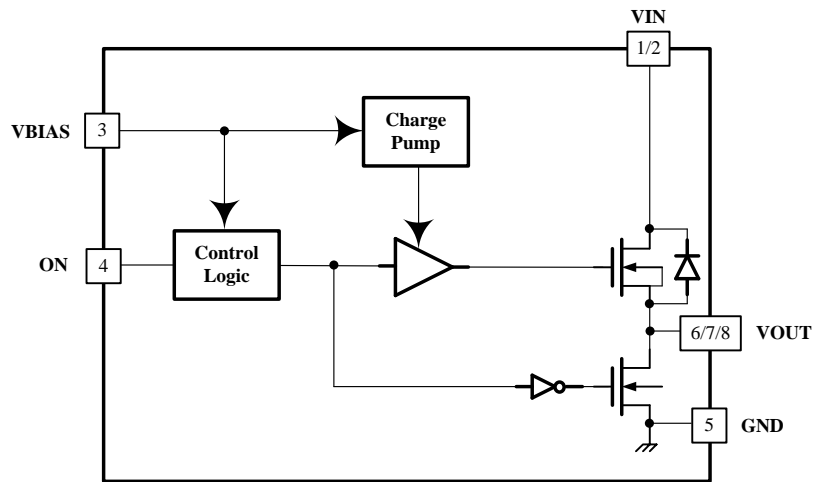 VIN
1/2
VBIAS
3
Charge
Pump
ON
4
Control
Logic
6/7/8
VOUT
5
GND